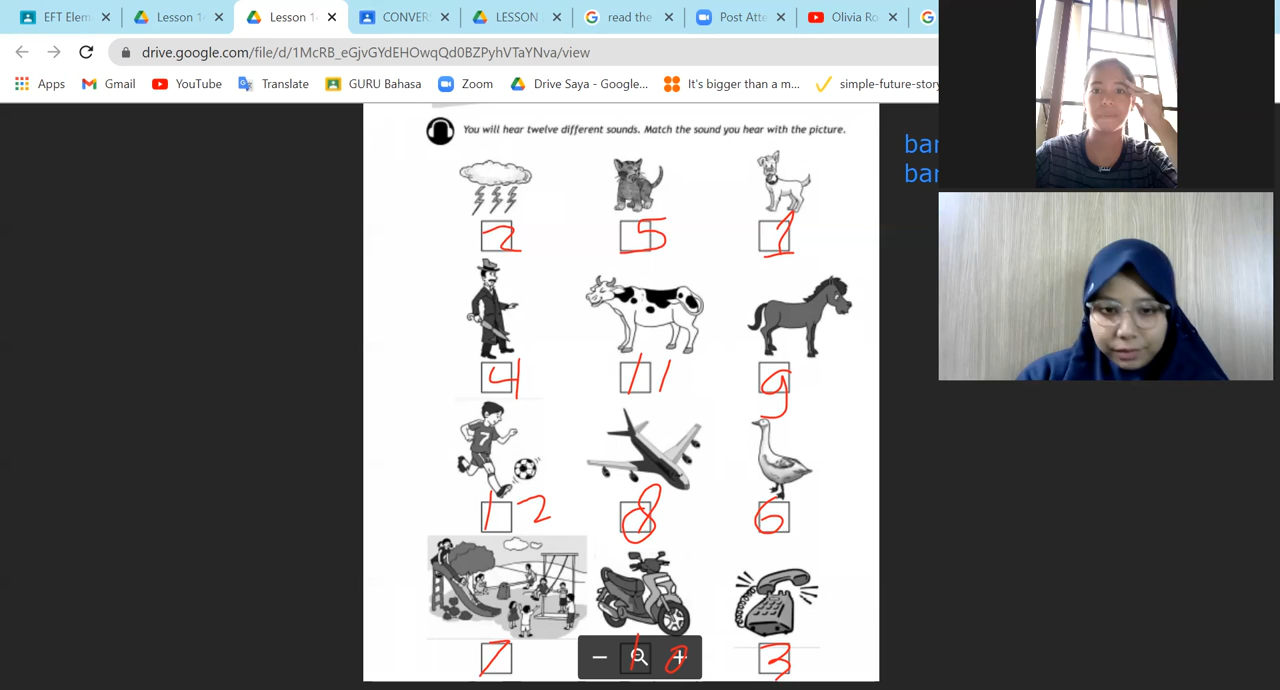 EFT Elem
Lesson 1
Lesson 1
CONVER
LESSON
read the
Post Atte
Olivia Ro
drive.google.com/file/d/1McRB_eGjvGYdEHOwqQd0BZPyhVTaYNva/view
Apps Gmail YouTube Translate GURU Bahasa Zoom Drive Saya - Google... It's bigger than a m... simple-future-story
You will hear twelve different sounds. Match the sound you hear with the picture.
bar
bar
2 5 1
4 11 9
7
12 8 6
7 10 3